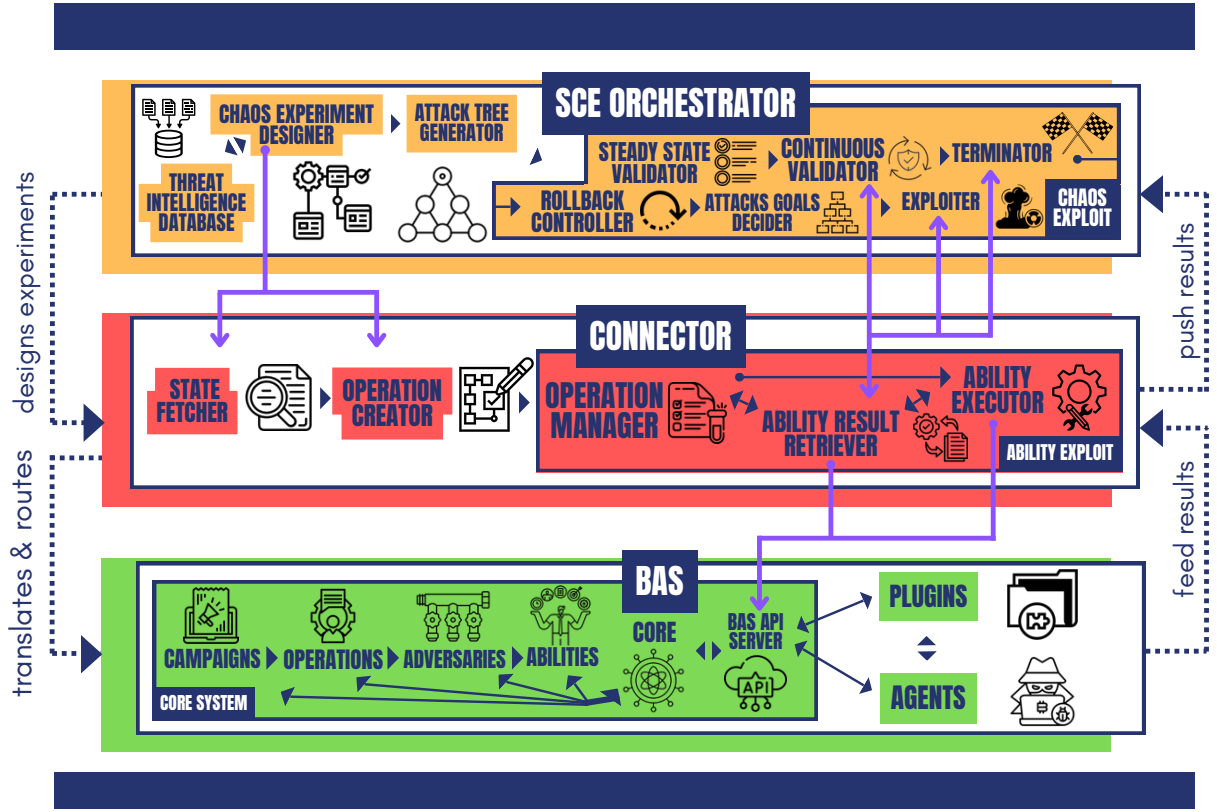 SCE ORCHESTRATOR
CHAOS EXPERIMENT
DESIGNER
ATTACK TREE
GENERATOR
THREAT
INTELLIGENCE
DATABASE
STEADY STATE
VALIDATOR
CONTINUOUS
VALIDATOR
TERMINATOR
ROLLBACK
CONTROLLER
ATTACKS GOALS
DECIDER
EXPLOITER
CHAOS
EXPLOIT
designs experiments
push results
CONNECTOR
STATE
FETCHER
OPERATION
CREATOR
OPERATION
MANAGER
ABILITY RESULT
RETRIEVER
ABILITY
EXECUTOR
ABILITY EXPLOIT
translates & routes
feed results
BAS
CAMPAIGNS
OPERATIONS
ADVERSARIES
ABILITIES
CORE
BAS API
SERVER
API
CORE SYSTEM
PLUGINS
AGENTS